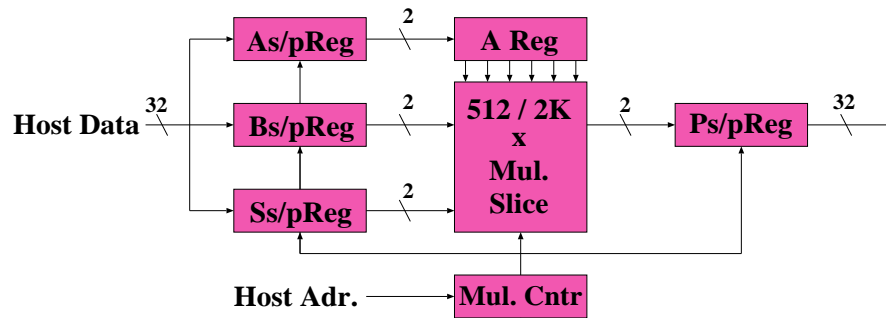 2
2
As/pReg
A Reg
32
2
2
32
Host Data
Bs/pReg
512 / 2K
x
Mul.
Slice
Ps/pReg
2
Ss/pReg
Host Adr.
Mul. Cntr